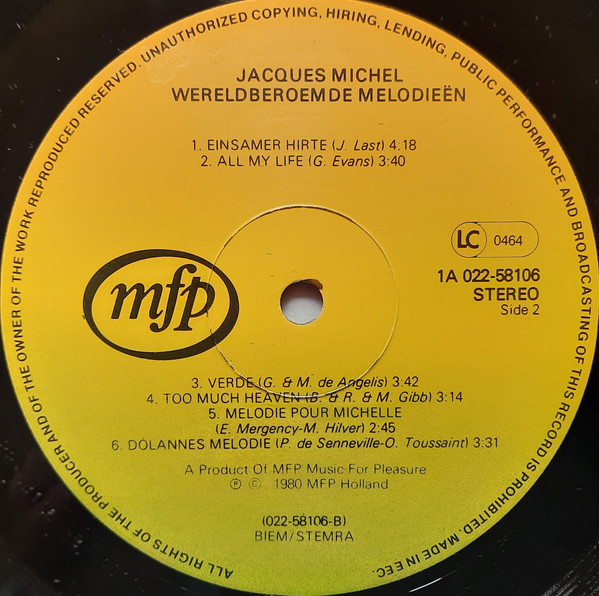 ALL RIGHTS OF THE PRODUCER AND OF THE OWNER OF THE WORK REPRODUCED RESERVED. UNAUTHORIZED COPYING, HIRING, LENDING, PUBLIC PERFORMANCE AND BROADCASTING OF THIS RECORD IS PROHIBITED. MADE IN EEC.
JACQUES MICHEL
WERELDBEROEMDE MELODIEËN
1. EINSAMER HIRTE (J. Last) 4:18
2. ALL MY LIFE (G. Evans) 3:40
LC 0464
mfp
1A 022-58106
STEREO
Side 2
3. VERDE (G. & M. de Angelis) 3:42
4. TOO MUCH HEAVEN (B. & R. & M. Gibb) 3:14
5. MELODIE POUR MICHELLE
(E. Mergency-M. Hilver) 2:45
6. DOLANNES MELODIE (P. de Senneville-O. Toussaint) 3:31
A Product Of MFP Music For Pleasure
℗ © 1980 MFP Holland
(022-58106-B)
BIEM/STEMRA